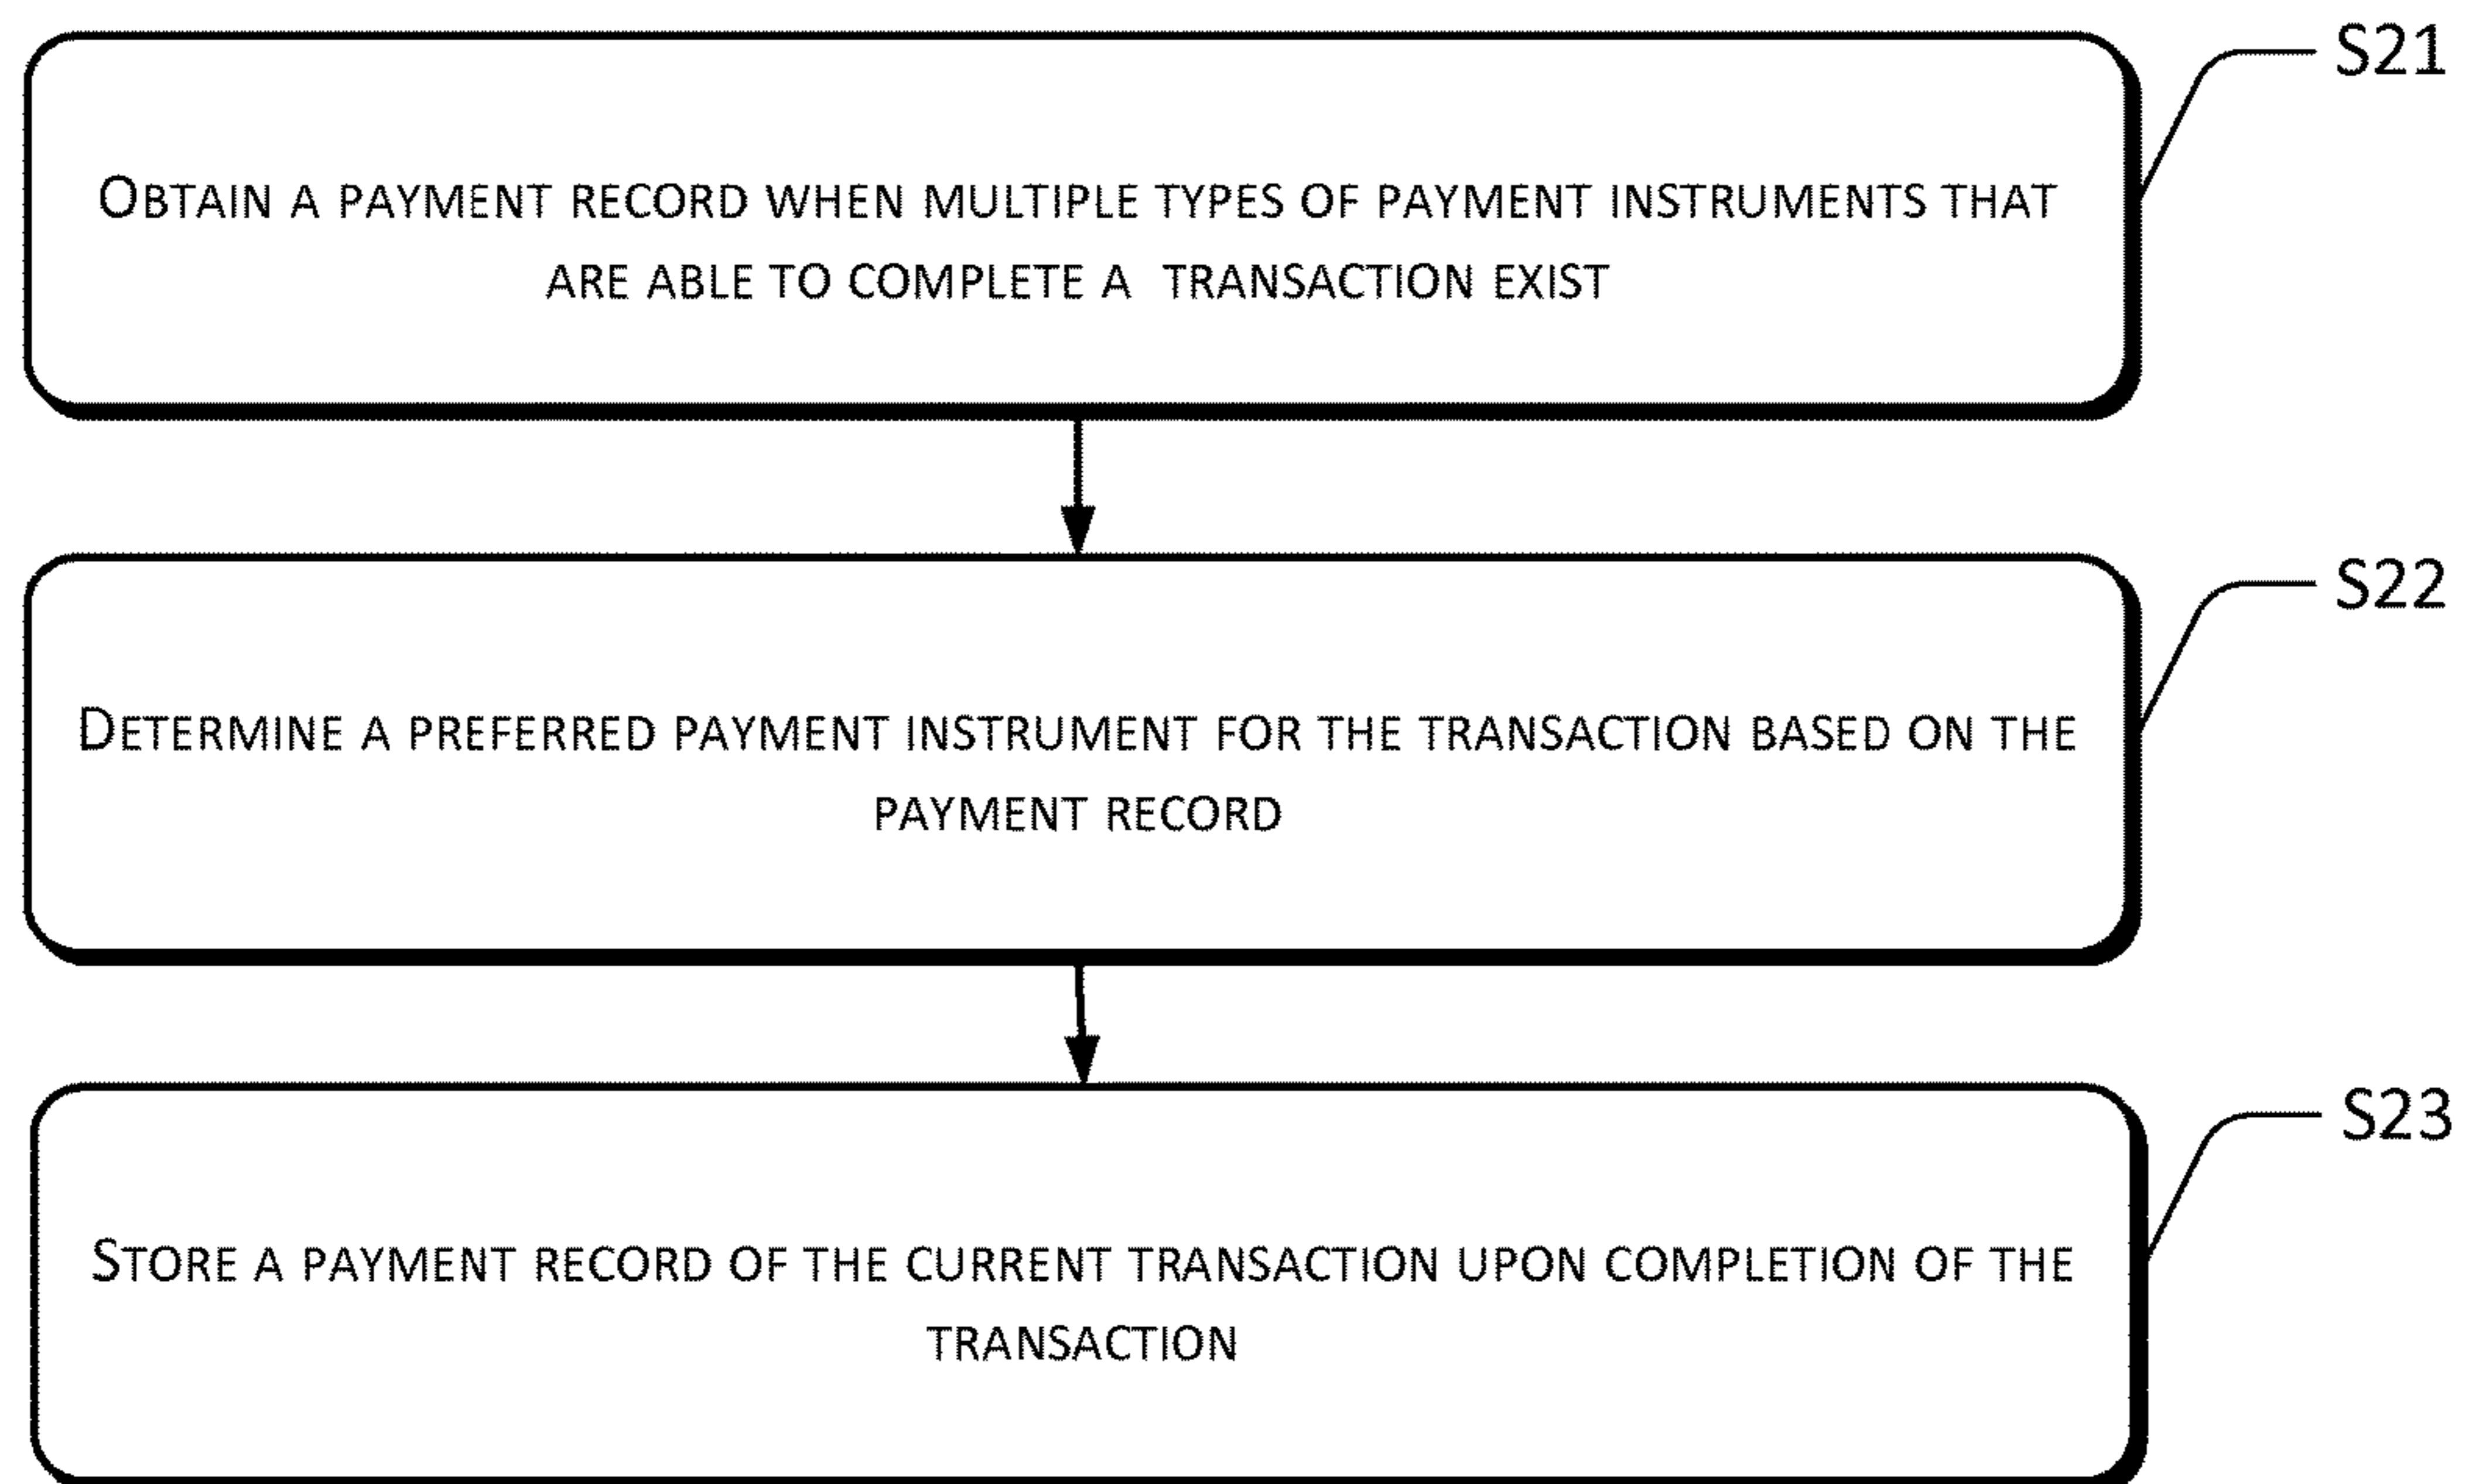 S21
OBTAIN A PAYMENT RECORD WHEN MULTIPLE TYPES OF PAYMENT INSTRUMENTS THAT
ARE ABLE TO COMPLETE A TRANSACTION EXIST
S22
DETERMINE A PREFERRED PAYMENT INSTRUMENT FOR THE TRANSACTION BASED ON THE
PAYMENT RECORD
S23
STORE A PAYMENT RECORD OF THE CURRENT TRANSACTION UPON COMPLETION OF THE
TRANSACTION